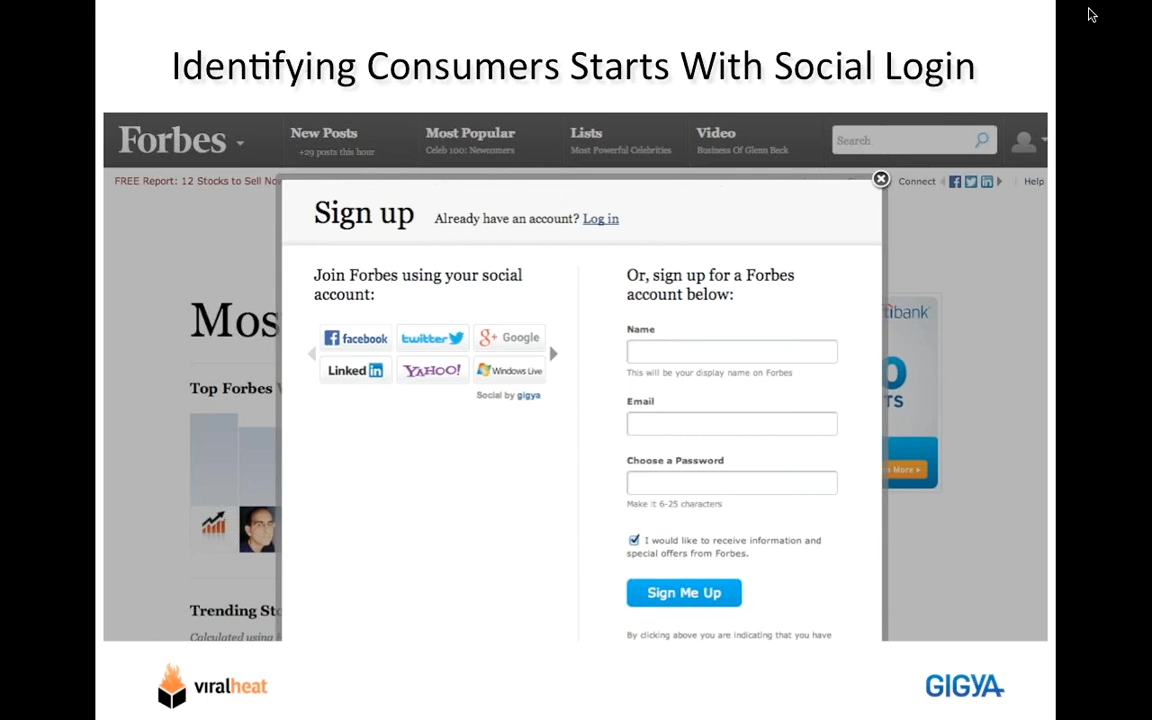 Identifying Consumers Starts With Social Login
Forbes
New Posts
+29 posts this hour
Most Popular
Celeb 100: Newcomers
Lists
Most Powerful Celebrities
Video
Business Of Glenn Beck
Search
FREE Report: 12 Stocks to Sell Now
Connect
Help
Sign up
Already have an account? Log in
Join Forbes using your social
account:
facebook
twitter
g+ Google
Linked in
YAHOO!
Windows Live
Social by gigya
Or, sign up for a Forbes
account below:
Name
This will be your display name on Forbes
Email
Choose a Password
Make it 6-25 characters
I would like to receive information and
special offers from Forbes.
Sign Me Up
By clicking above you are indicating that you have
Mos
Top Forbes
Trending Sto
Calculated using
tibank
0
TS
n More
viralheat
GIGYA